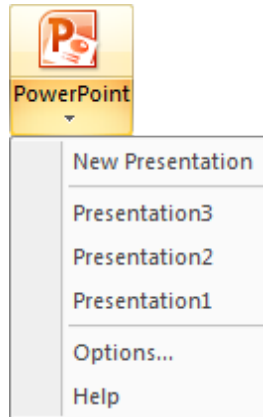 PowerPoint
New Presentation
Presentation3
Presentation2
Presentation1
Options...
Help